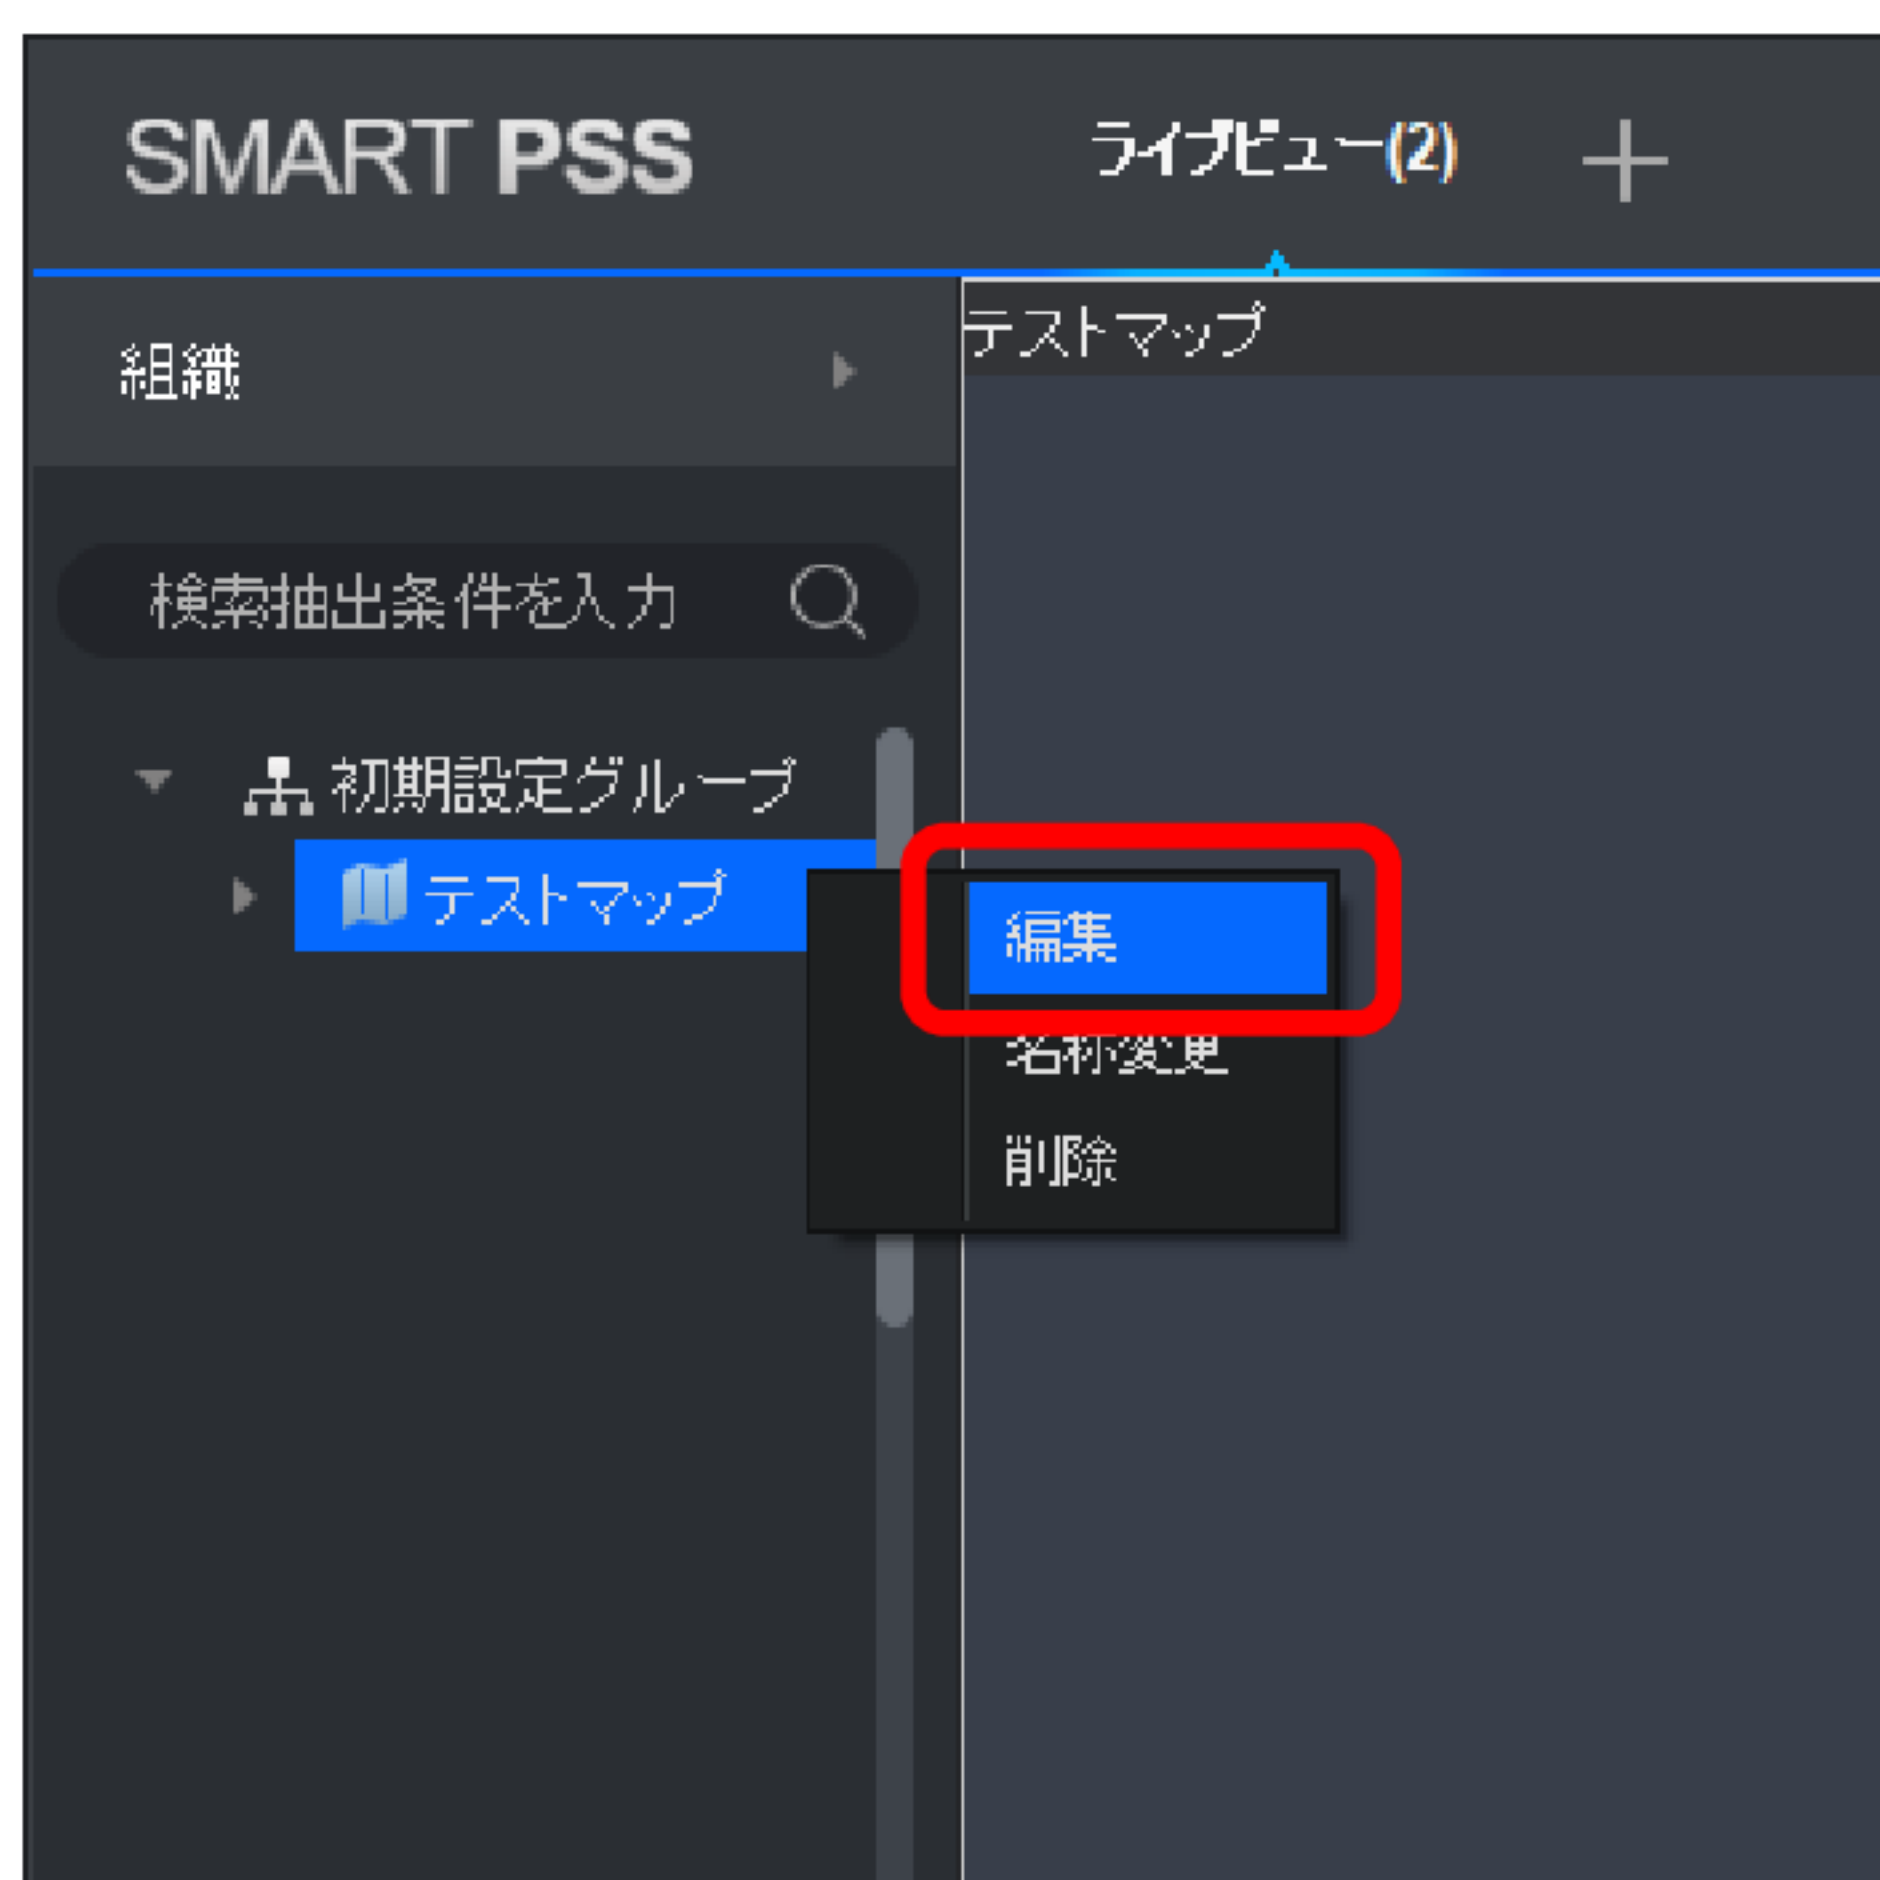 SMART PSS
ライブビュー(2)
組織
テストマップ
検索抽出条件を入力
初期設定グループ
テストマップ
編集
名称変更
削除